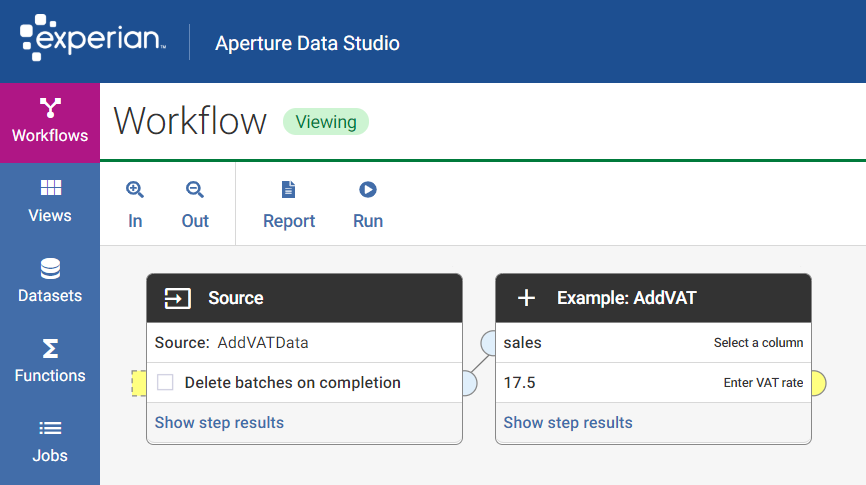 experian™ Aperture Data Studio
Workflows
Workflow Viewing
Views
In Out Report Run
Datasets
Source Example: AddVAT
Source: AddVATData sales Select a column
Functions
Delete batches on completion 17.5 Enter VAT rate
Show step results Show step results
Jobs